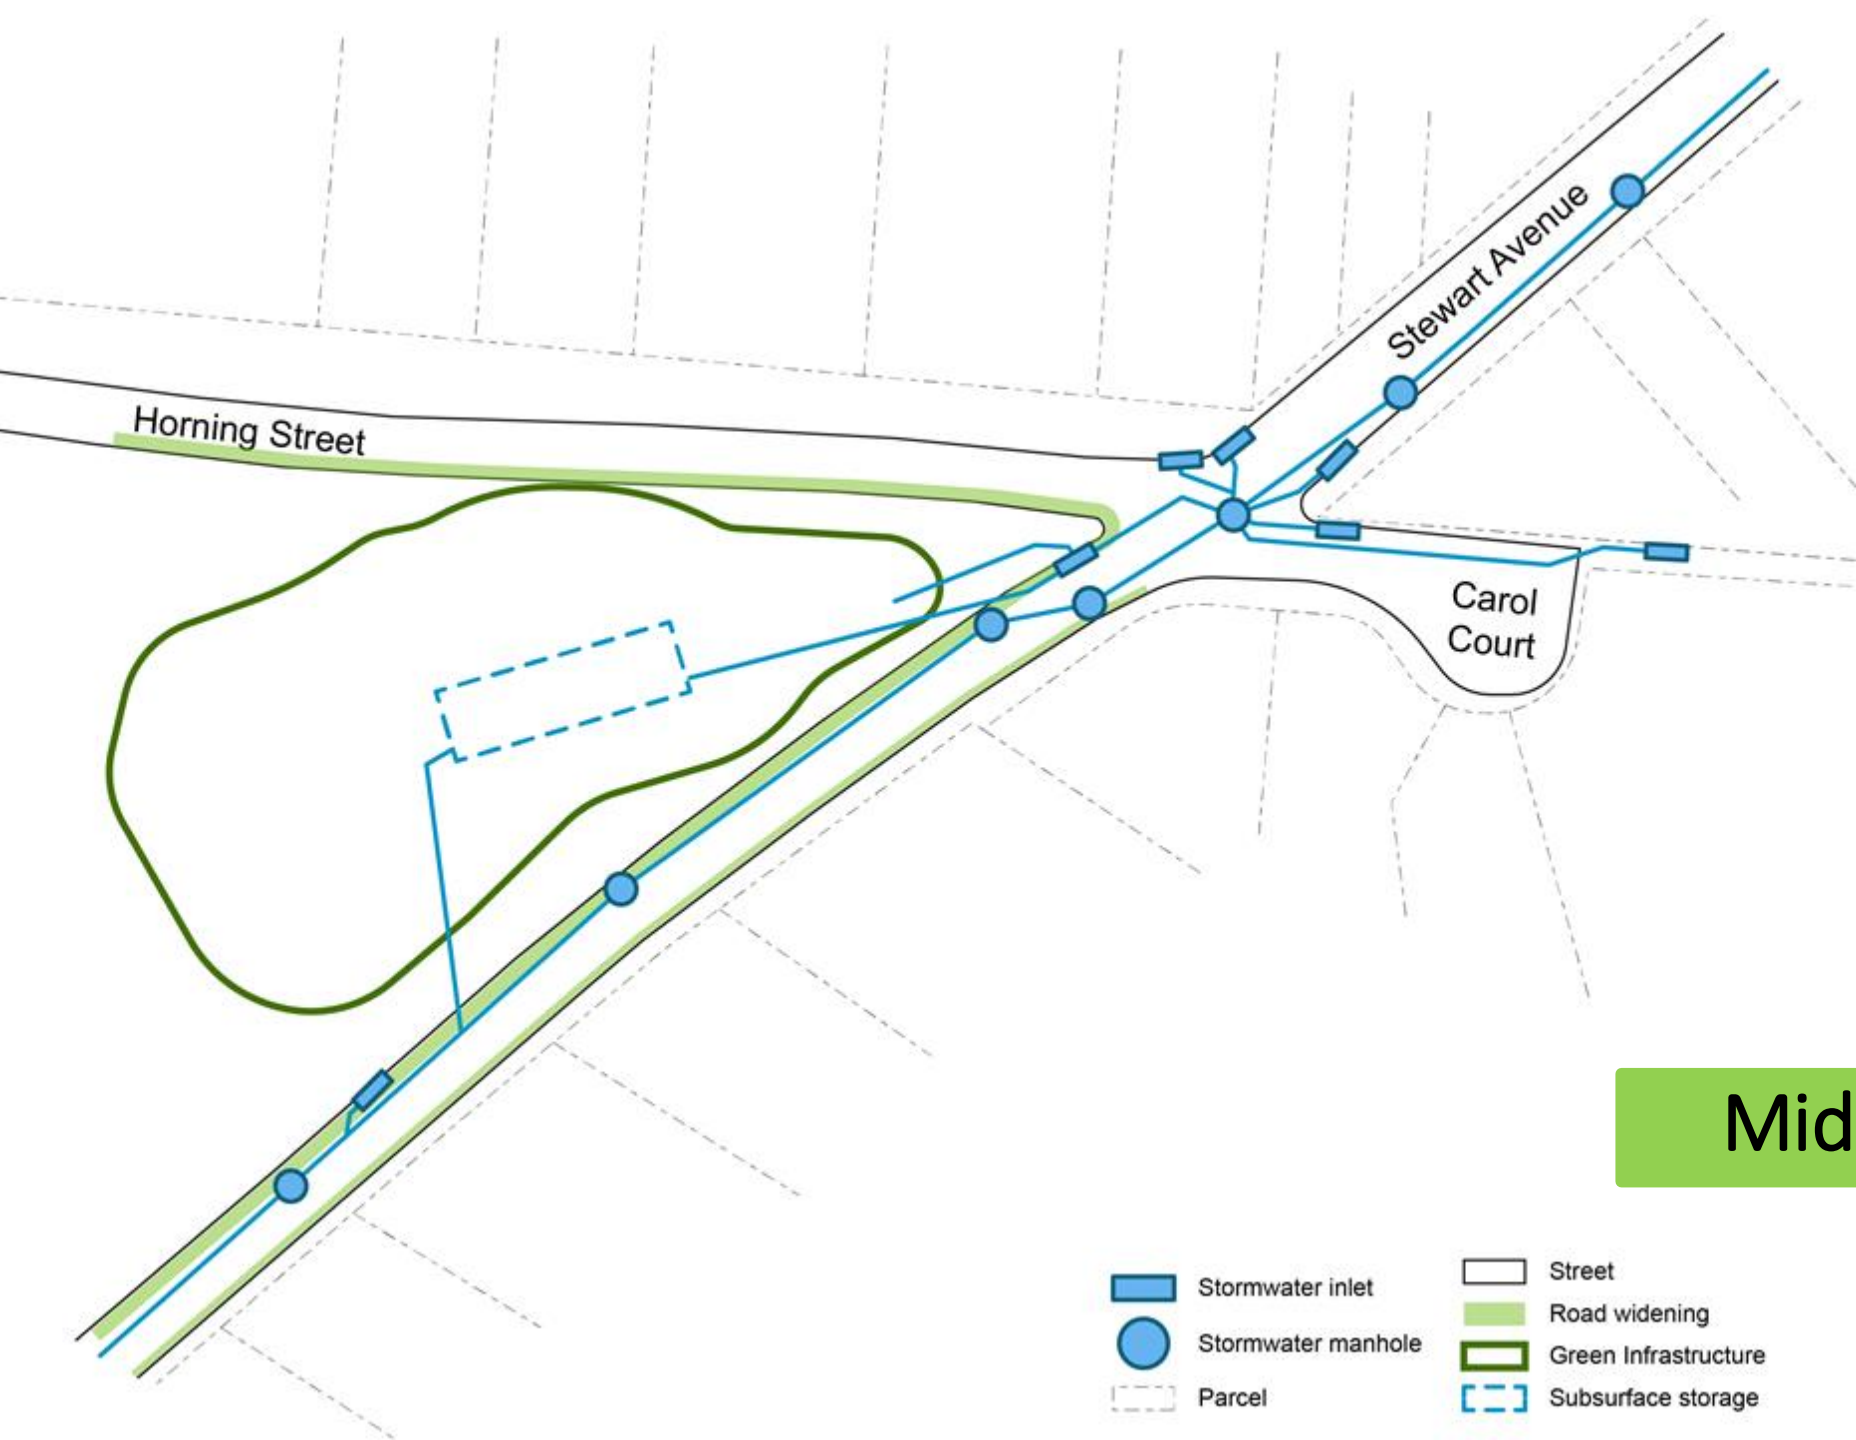 Stewart Avenue
Horning Street
Carol
Court
Mid
Stormwater inlet
Stormwater manhole
Parcel
Street
Road widening
Green Infrastructure
Subsurface storage